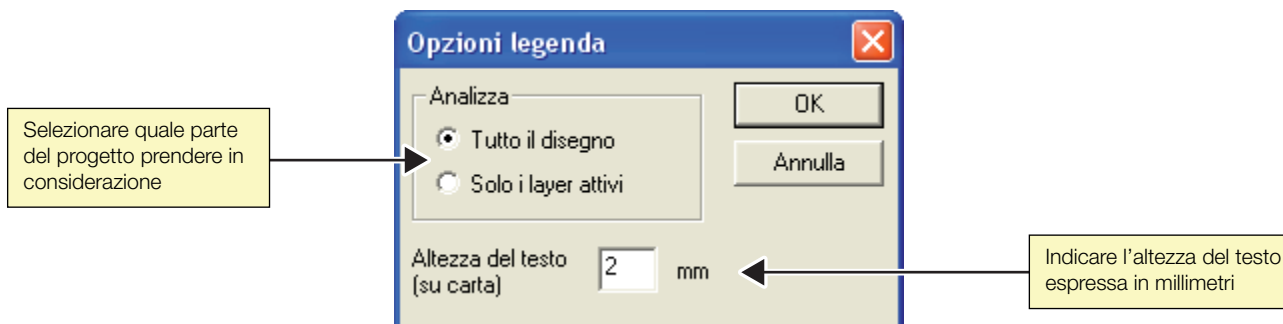 Opzioni legenda
Analizza
Tutto il disegno
Solo i layer attivi
OK
Annulla
Selezionare quale parte
del progetto prendere in
considerazione
Altezza del testo
(su carta)
2
mm
Indicare l'altezza del testo
espressa in millimetri